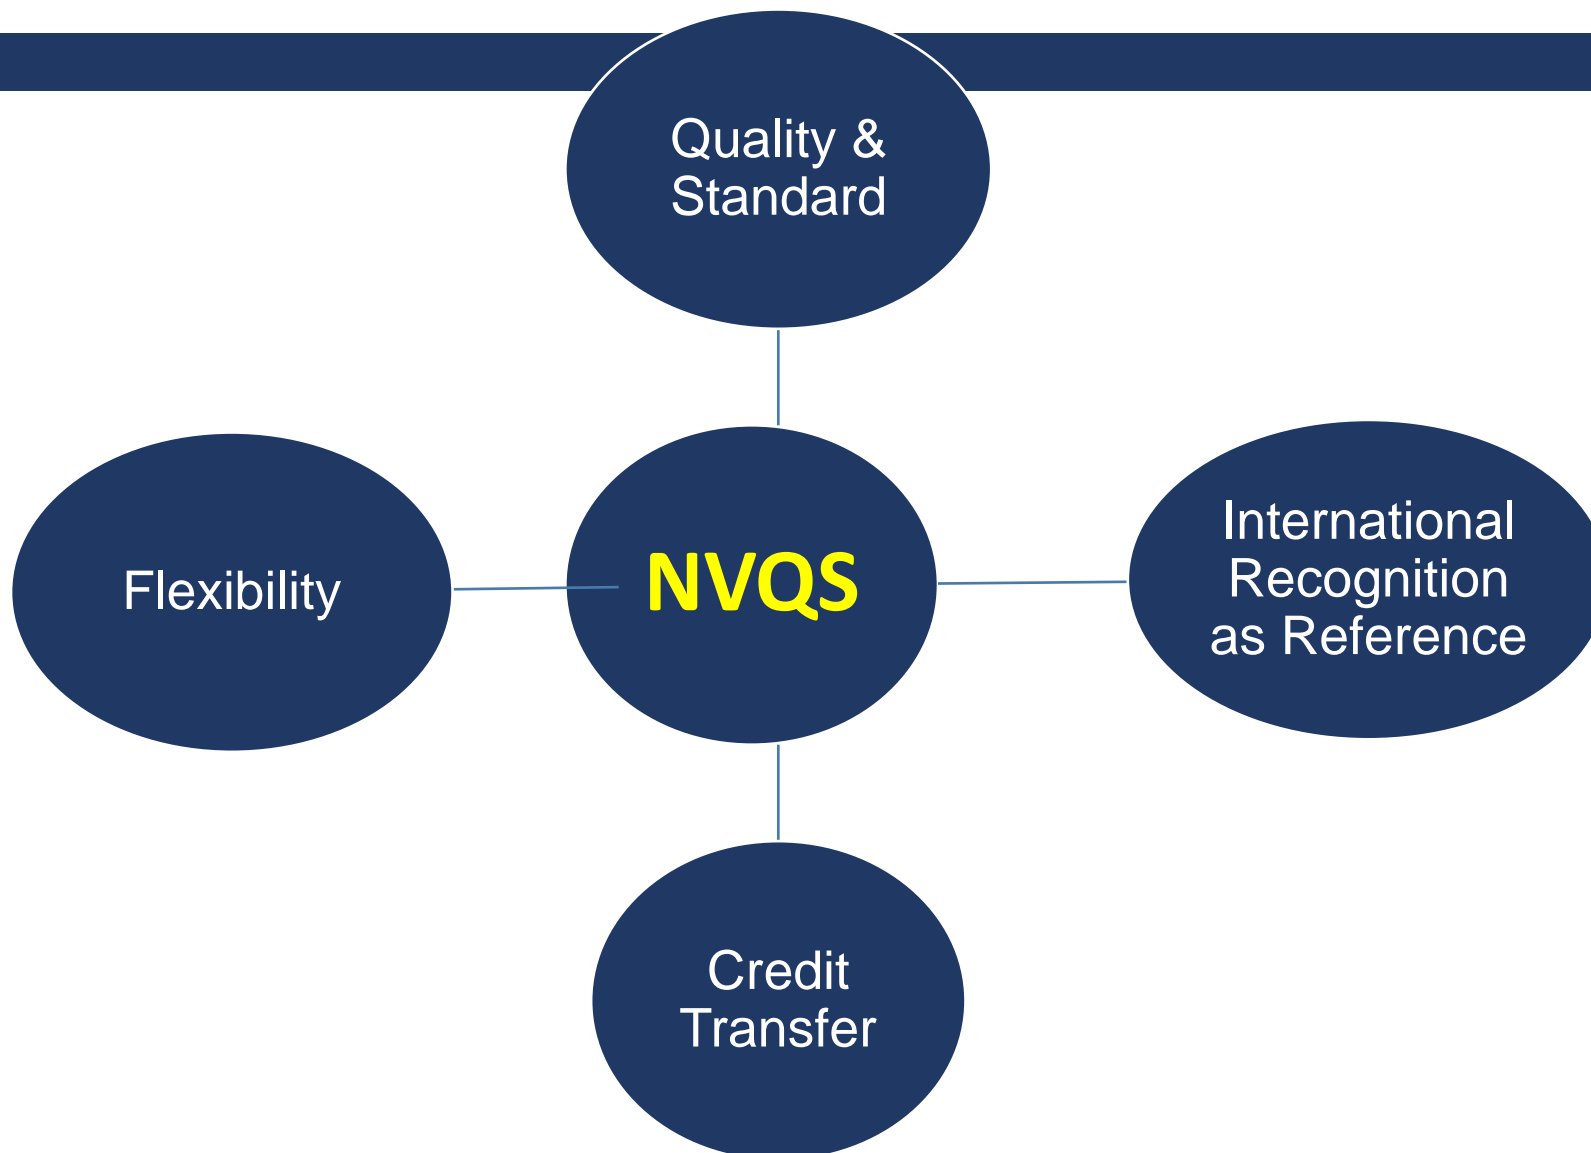 Quality &
Standard
Flexibility
NVQS
International
Recognition
as Reference
Credit
Transfer